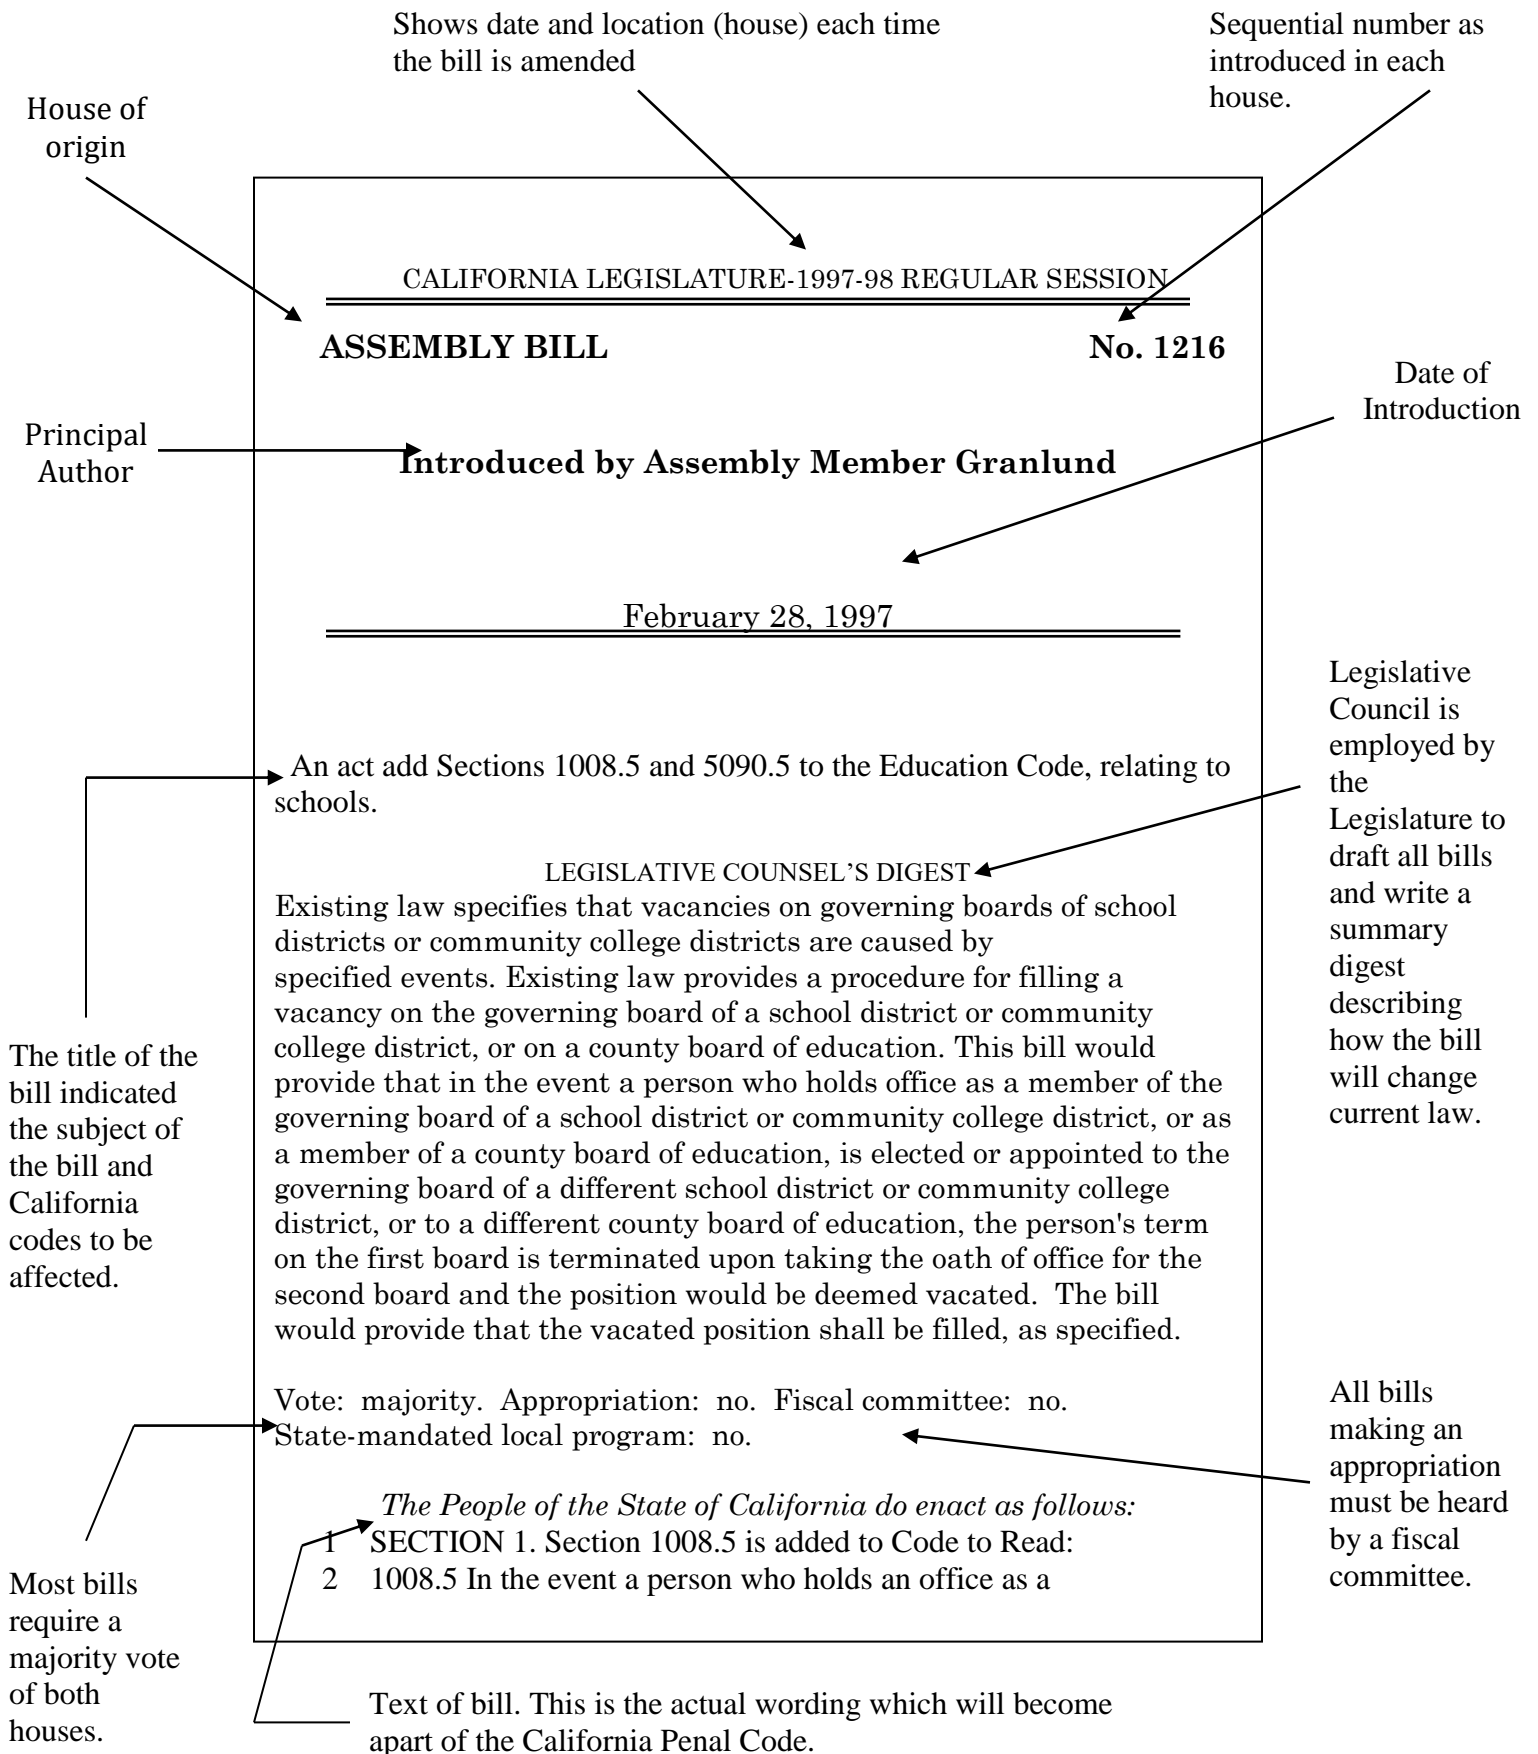 Shows date and location (house) each time
the bill is amended
Sequential number as
introduced in each
house.
House of
origin
CALIFORNIA LEGISLATURE-1997-98 REGULAR SESSION
ASSEMBLY BILL
No. 1216
Date of
Introduction
Principal
Author
Introduced by Assembly Member Granlund
February 28, 1997
Legislative
Council is
employed by
the
Legislature to
draft all bills
and write a
summary
digest
describing
how the bill
will change
current law.
An act add Sections 1008.5 and 5090.5 to the Education Code, relating to
schools.
LEGISLATIVE COUNSEL'S DIGEST
Existing law specifies that vacancies on governing boards of school
districts or community college districts are caused by
specified events. Existing law provides a procedure for filling a
vacancy on the governing board of a school district or community
college district, or on a county board of education. This bill would
provide that in the event a person who holds office as a member of the
governing board of a school district or community college district, or as
a member of a county board of education, is elected or appointed to the
governing board of a different school district or community college
district, or to a different county board of education, the person's term
on the first board is terminated upon taking the oath of office for the
second board and the position would be deemed vacated.  The bill
would provide that the vacated position shall be filled, as specified.
The title of the
bill indicated
the subject of
the bill and
California
codes to be
affected.
Vote:  majority.  Appropriation:  no.  Fiscal committee:  no.
State-mandated local program:  no.
All bills
making an
appropriation
must be heard
by a fiscal
committee.
The People of the State of California do enact as follows:
1 SECTION 1. Section 1008.5 is added to Code to Read:
2 1008.5 In the event a person who holds an office as a
Most bills
require a
majority vote
of both
houses.
Text of bill. This is the actual wording which will become
apart of the California Penal Code.